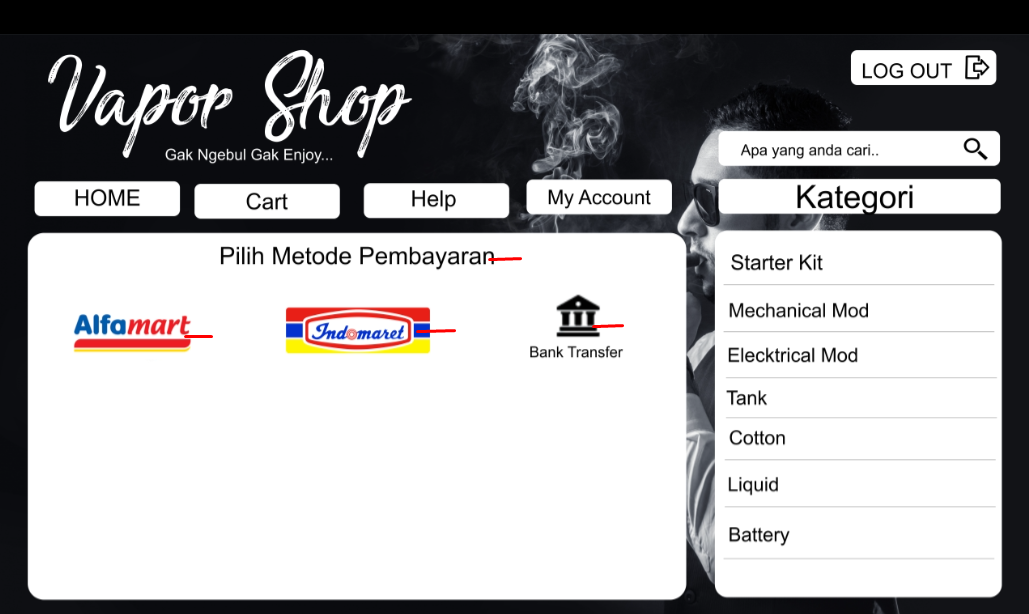 Vapor Shop
Gak Ngebul Gak Enjoy...
LOG OUT
Apa yang anda cari..
HOME
Cart
Help
My Account
Kategori
Pilih Metode Pembayaran
Alfamart
Indomaret
Bank Transfer
Starter Kit
Mechanical Mod
Elecktrical Mod
Tank
Cotton
Liquid
Battery